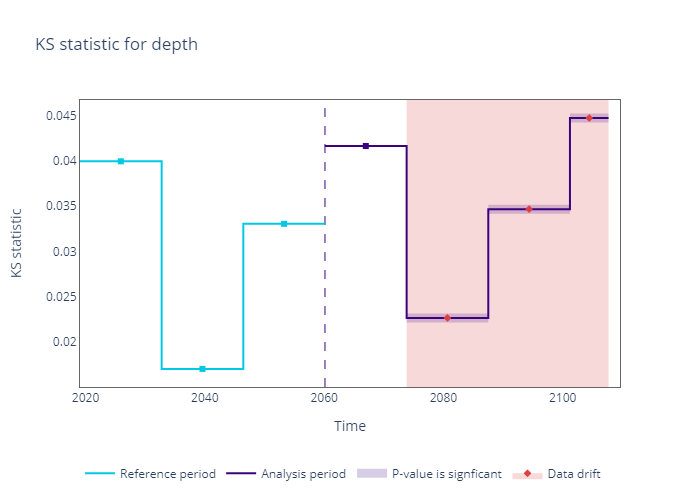 KS statistic for depth
0.045
0.04
0.035
0.03
0.025
0.02
KS statistic
2020 2040 2060 2080 2100
Time
Reference period Analysis period P-value is signficant Data drift